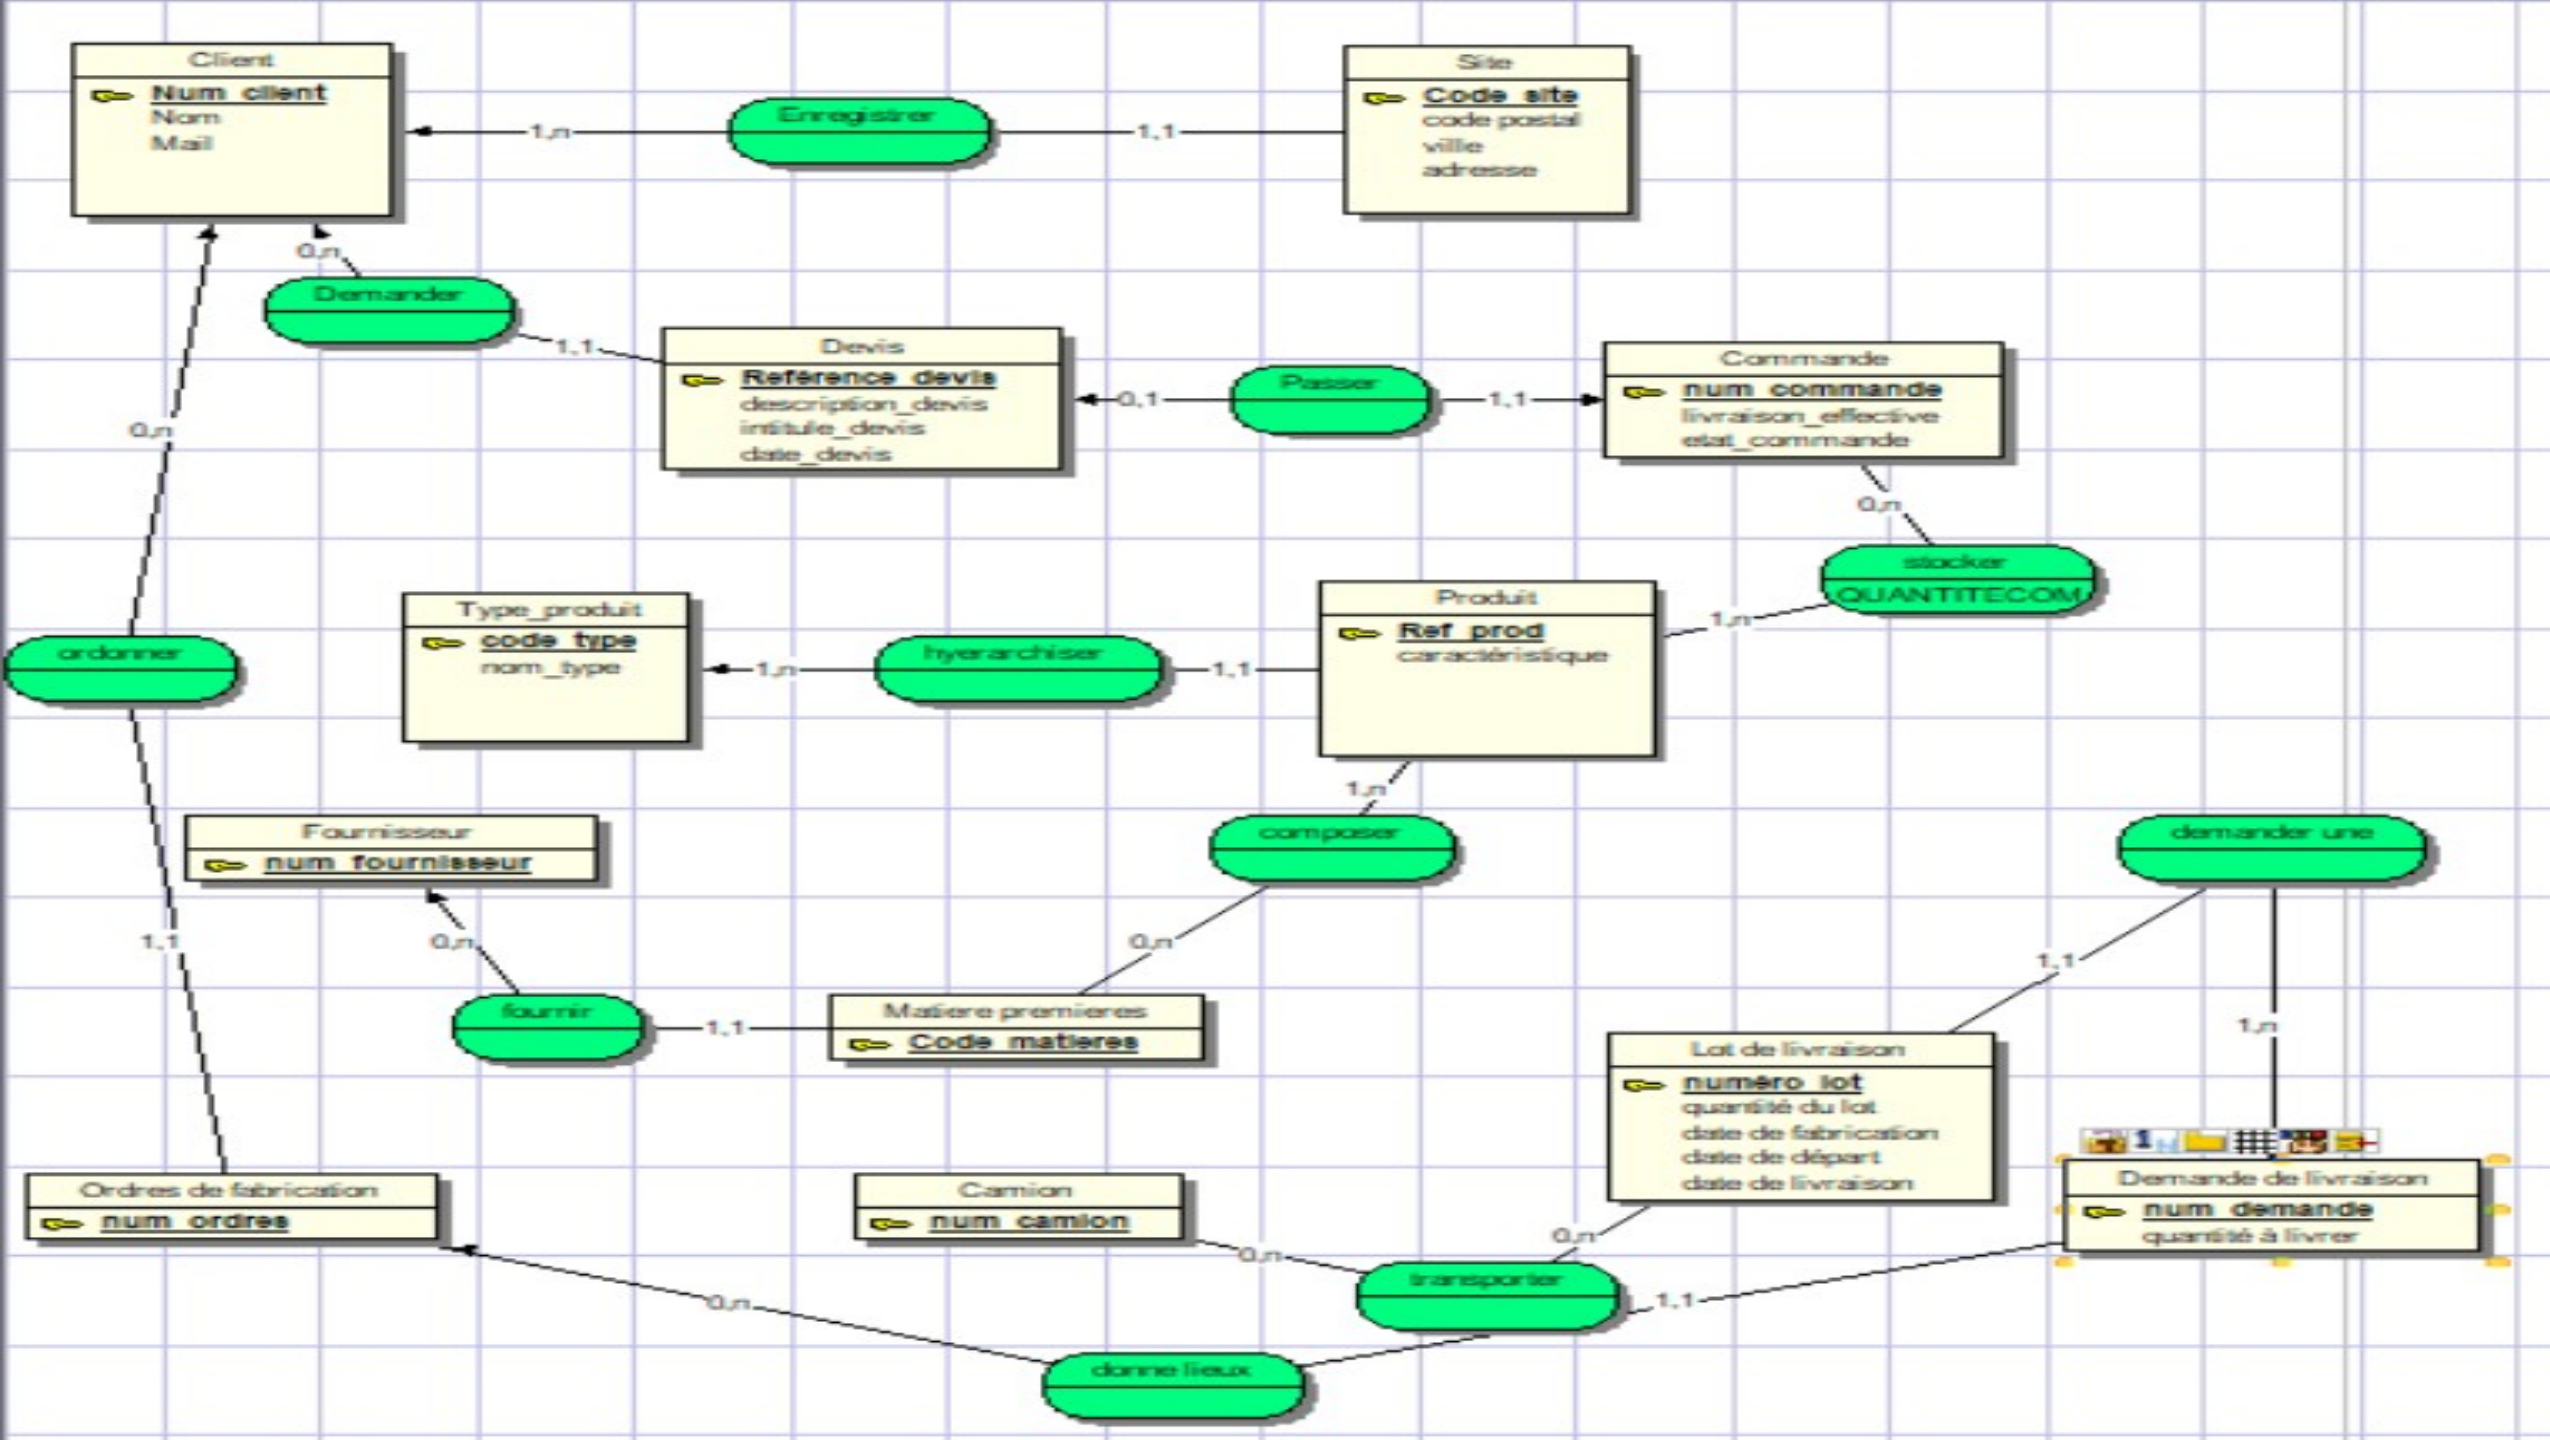 Client
Num_client
Nom
Mail
1,n
Enregistrer
1,1
Site
Code_site
code postal
ville
adresse
0,n
Demander
1,1
Devis
Reférence_devis
description_devis
intitule_devis
date_devis
0,1
Passer
1,1
Commande
num_commande
livraison_effective
etat_commande
0,n
0,n
stocker
QUANTITECOM
1,n
Type_produit
code_type
nom_type
1,n
hyerarchiser
1,1
Produit
Ref_prod
caractéristique
ordonner
1,n
Fournisseur
num_fournisseur
composer
demander une
1,1
0,n
0,n
1,1
fournir
1,1
Matiere premieres
Code_matieres
1,n
Lot de livraison
numéro_lot
quantité du lot
date de fabrication
date de départ
date de livraison
Ordres de fabrication
num_ordres
Camion
num_camion
Demande de livraison
num_demande
quantité à livrer
0,n
0,n
transporter
1,1
0,n
donne lieux